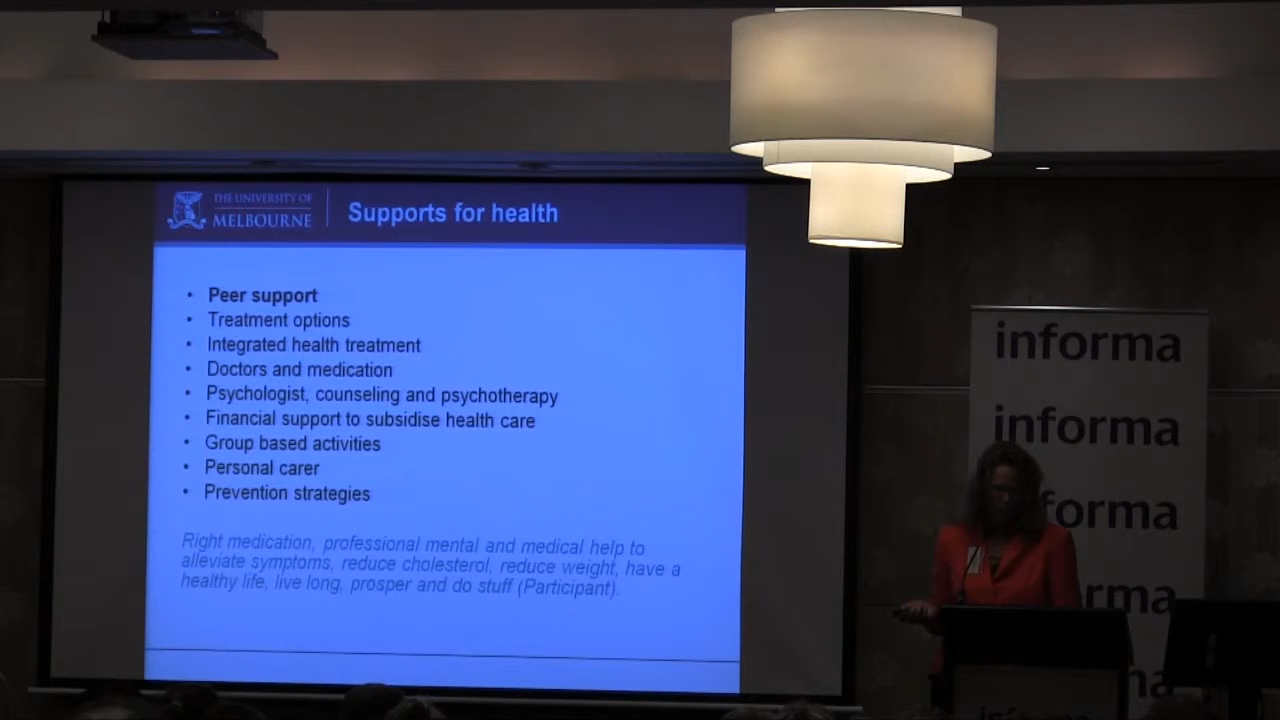 THE UNIVERSITY OF
MELBOURNE
Supports for health
• Peer support
• Treatment options
• Integrated health treatment
• Doctors and medication
• Psychologist, counseling and psychotherapy
• Financial support to subsidise health care
• Group based activities
• Personal carer
• Prevention strategies
Right medication, professional mental and medical help to
alleviate symptoms, reduce cholesterol, reduce weight, have a
healthy life, live long, prosper and do stuff (Participant).
informa
informa
forma
rma
na